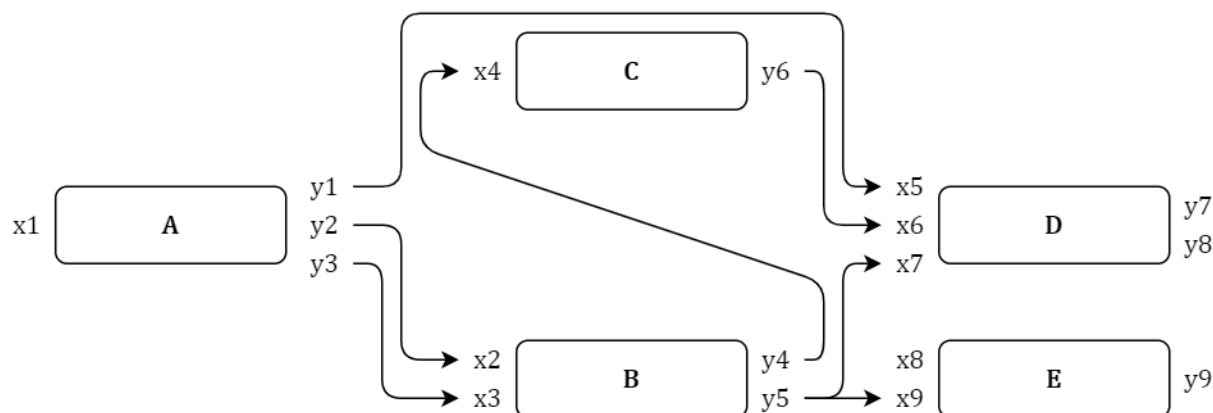 x4 C y6
y1 x5
x1 A y2 x6 D y7
y8
y3 x7
x2 y4 x8
B E y9
x3 y5 x9